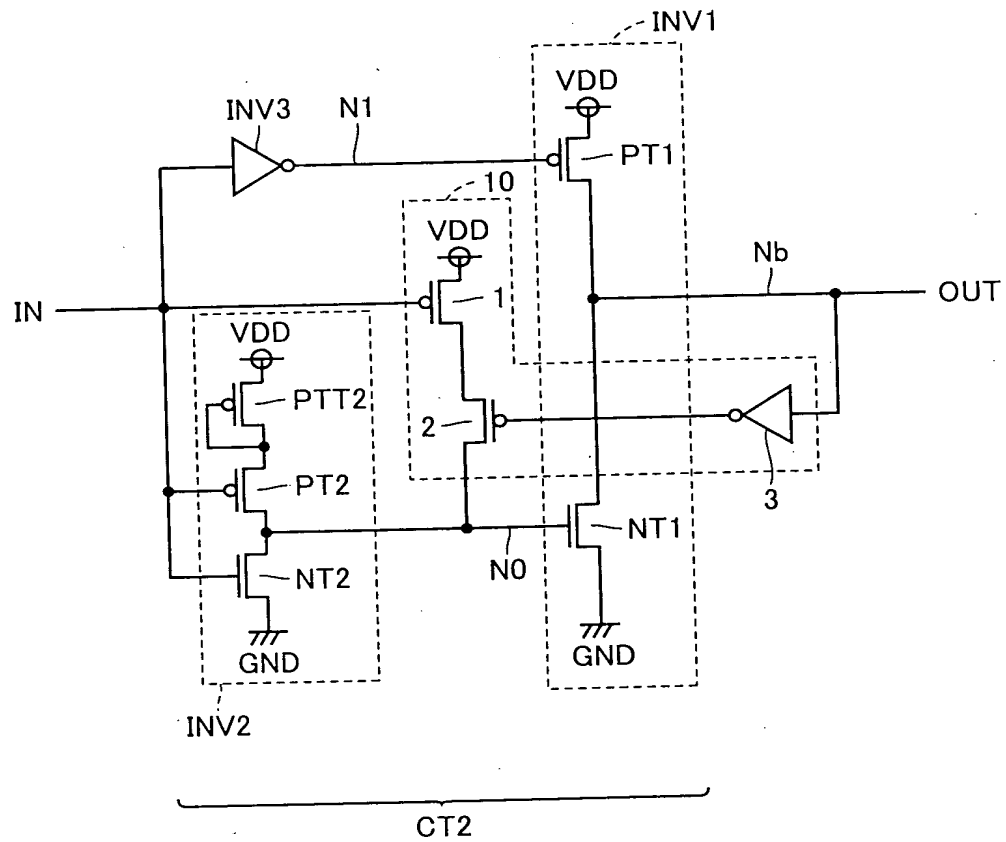 INV1
VDD
INV3
N1
PT1
10
VDD
Nb
1
IN
OUT
VDD
PTT2
2
3
PT2
NT1
N0
NT2
GND
GND
INV2
CT2